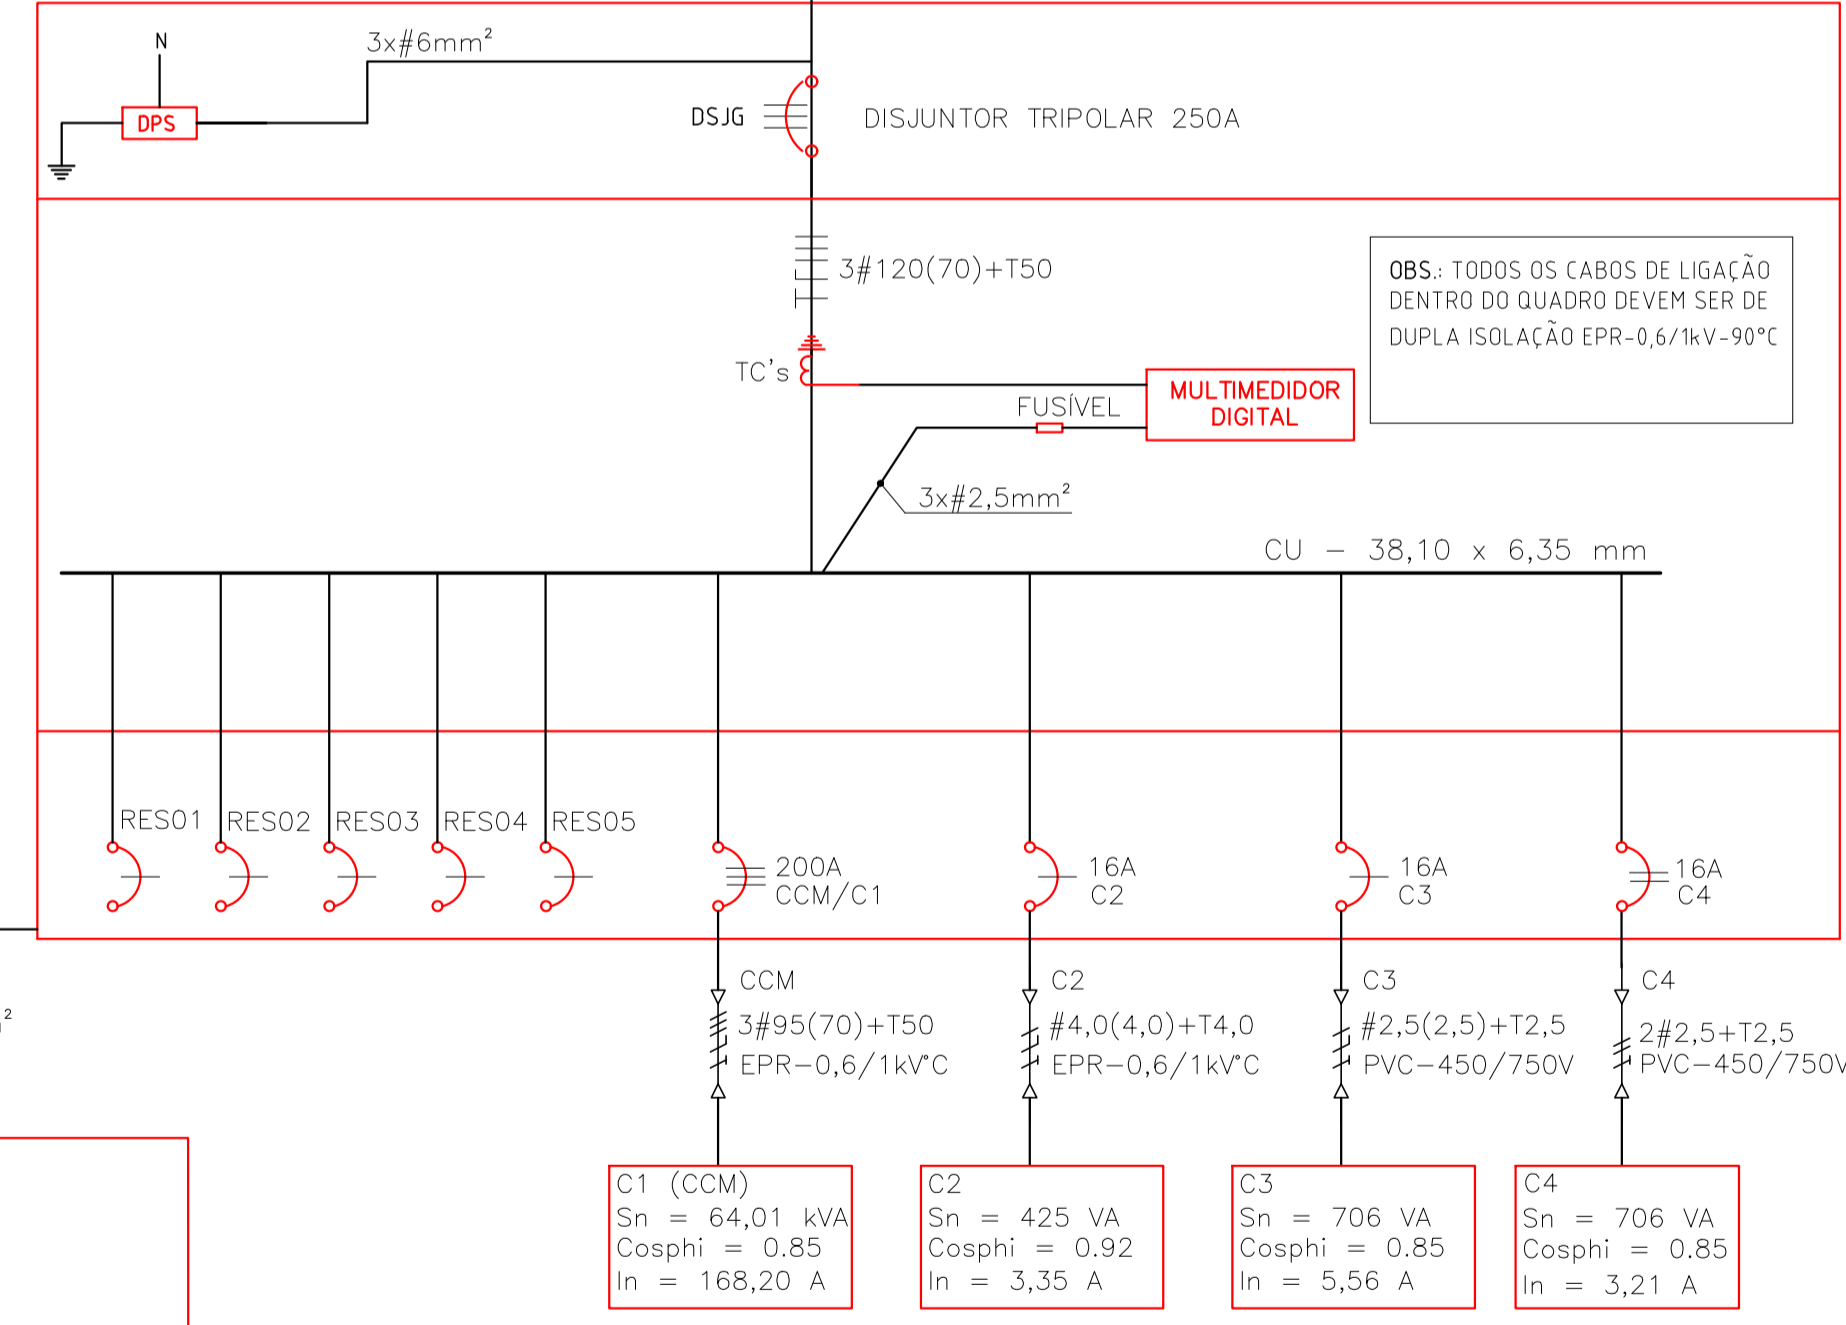 N
3x#6mm²
DPS
DSJG
DISJUNTOR TRIPOLAR 250A
3#120(70)+T50
OBS.: TODOS OS CABOS DE LIGAÇÃO
DENTRO DO QUADRO DEVEM SER DE
DUPLA ISOLAÇÃO EPR-0,6/1kV-90°C
TC's
MULTIMEDIDOR
DIGITAL
FUSÍVEL
3x#2,5mm²
CU - 38,10 x 6,35 mm
RES01
RES02
RES03
RES04
RES05
200A
CCM/C1
16A
C2
16A
C3
16A
C4
CCM
3#95(70)+T50
EPR-0,6/1kV°C
C2
#4,0(4,0)+T4,0
EPR-0,6/1kV°C
C3
#2,5(2,5)+T2,5
PVC-450/750V
C4
2#2,5+T2,5
PVC-450/750V
C1 (CCM)
Sn = 64,01 kVA
Cosphi = 0.85
In = 168,20 A
C2
Sn = 425 VA
Cosphi = 0.92
In = 3,35 A
C3
Sn = 706 VA
Cosphi = 0.85
In = 5,56 A
C4
Sn = 706 VA
Cosphi = 0.85
In = 3,21 A